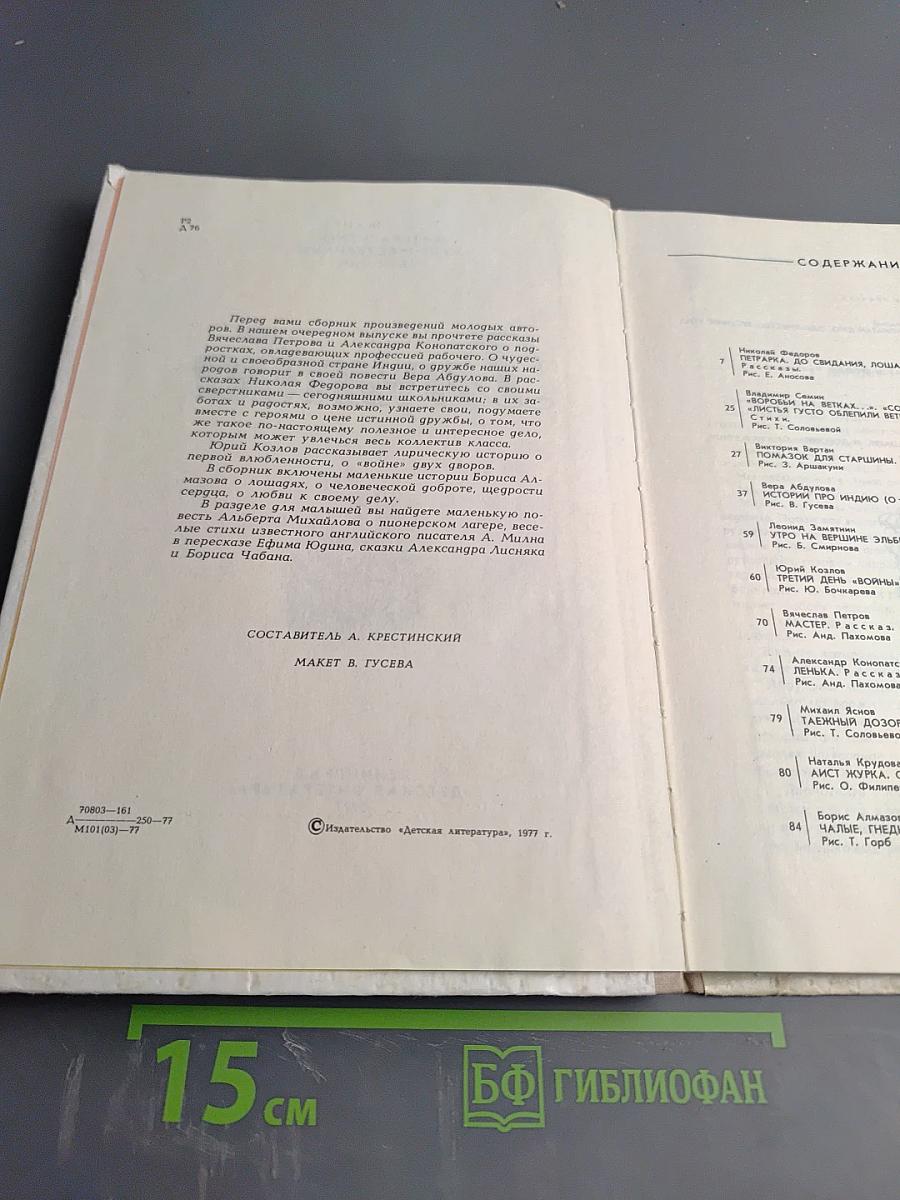 Р2
Д 76
Перед вами сборник произведений молодых авто-
ров. В нашем очередном выпуске вы прочтете рассказы
Вячеслава Петрова и Александра Конопатского о под-
ростках, овладевающих профессией рабочего. О чудес-
ной и своеобразной стране Индии, о дружбе наших на-
родов говорит в своей повести Вера Абдулова. В рас-
сказах Николая Федорова вы встретитесь со своими
сверстниками — сегодняшними школьниками; в их за-
ботах и радостях, возможно, узнаете свои, подумаете
вместе с героями о цене истинной дружбы, о том, что
же такое по-настоящему полезное и интересное дело,
которым может увлечься весь коллектив класса.
Юрий Козлов рассказывает лирическую историю о
первой влюбленности, о «войне» двух дворов.
В сборник включены маленькие истории Бориса Ал-
мазова о лошадях, о человеческой доброте, щедрости
сердца, о любви к своему делу.
В разделе для малышей вы найдете маленькую по-
весть Альберта Михайлова о пионерском лагере, весе-
лые стихи известного английского писателя А. Милна
в пересказе Ефима Юдина, сказки Александра Лисняка
и Бориса Чабана.
СОСТАВИТЕЛЬ А. КРЕСТИНСКИЙ
МАКЕТ В. ГУСЕВА
70803—161
Д————250—77
М101(03)—77
© Издательство «Детская литература», 1977 г.
СОДЕРЖАНИ
Николай Федоров
7 ПЕТРАРКА. ДО СВИДАНИЯ, ЛОША
Рассказы.
Рис. Е. Аносова
Владимир Семин
«ВОРОБЬИ НА ВЕТКАХ...». «СО
25 «ЛИСТЬЯ ГУСТО ОБЛЕПИЛИ ВЕТ
Стихи.
Рис. Т. Соловьевой
Виктория Вартан
27 ПОМАЗОК ДЛЯ СТАРШИНЫ.
Рис. З. Аршакуни
Вера Абдулова
37 ИСТОРИИ ПРО ИНДИЮ (О
Рис. В. Гусева
Леонид Замятнин
59 УТРО НА ВЕРШИНЕ ЭЛЬБ
Рис. Б. Смирнова
Юрий Козлов
60 ТРЕТИЙ ДЕНЬ «ВОЙНЫ»
Рис. Ю. Бочкарева
Вячеслав Петров
70 МАСТЕР. Рассказ.
Рис. Анд. Пахомова
Александр Конопатс
74 ЛЕНЬКА. Рассказ
Рис. Анд. Пахомова
Михаил Яснов
79 ТАЕЖНЫЙ ДОЗОР
Рис. Т. Соловьево
Наталья Крудова
80 АИСТ ЖУРКА. С
Рис. О. Филипе
Борис Алмазов
84 ЧАЛЫЕ, ГНЕДЫ
Рис. Т. Горб
15 см
БФ ГИБЛИОФАН